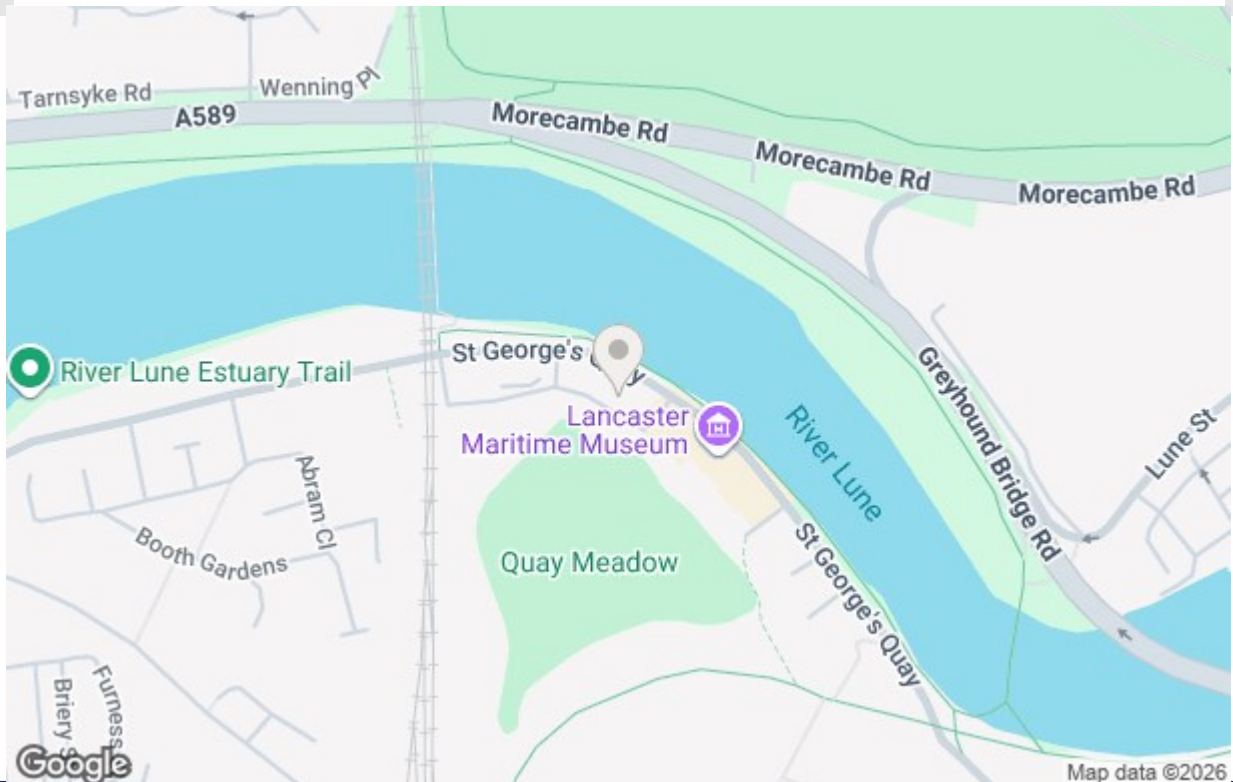 Tarnsyke Rd
Wenning Pl
A589
Morecambe Rd
Morecambe Rd
Morecambe Rd
St George's Quay
River Lune Estuary Trail
Lancaster
Maritime Museum
River Lune
Greyhound Bridge Rd
Lune St
Abram Cl
Booth Gardens
Quay Meadow
St George's Quay
Furness
Briery S
Google
Map data ©2026